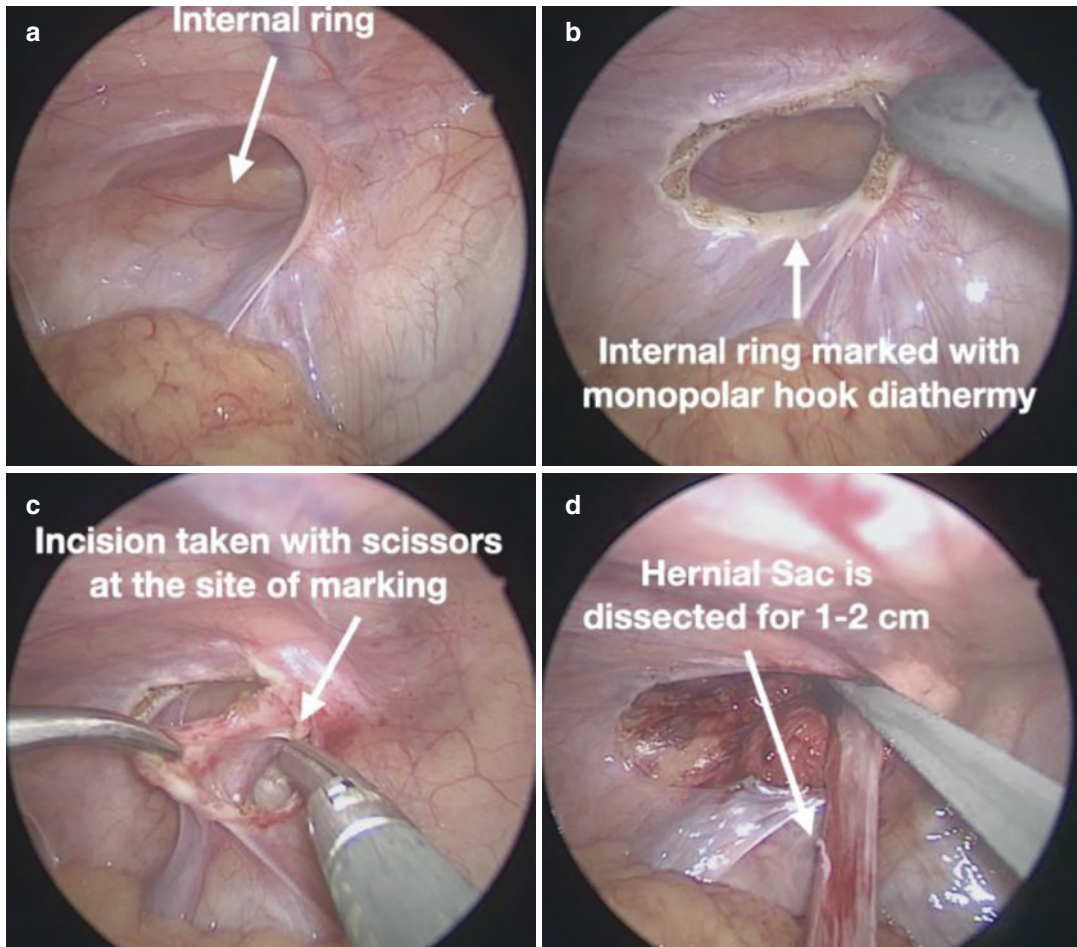 a
Internal ring
b
Internal ring marked with
monopolar hook diathermy
c
Incision taken with scissors
at the site of marking
d
Hernial Sac is
dissected for 1-2 cm